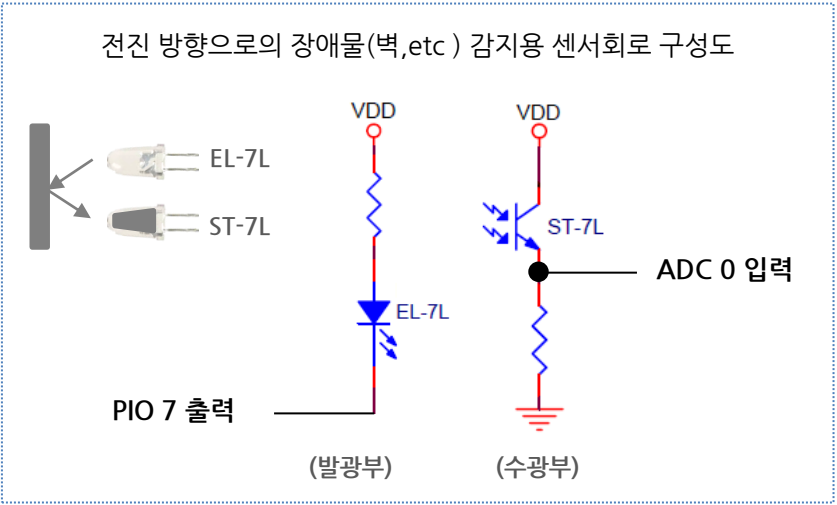 전진 방향으로의 장애물(벽,etc ) 감지용 센서회로 구성도
VDD
VDD
EL-7L
ST-7L
ST-7L
ADC 0 입력
EL-7L
PIO 7 출력
(발광부)
(수광부)